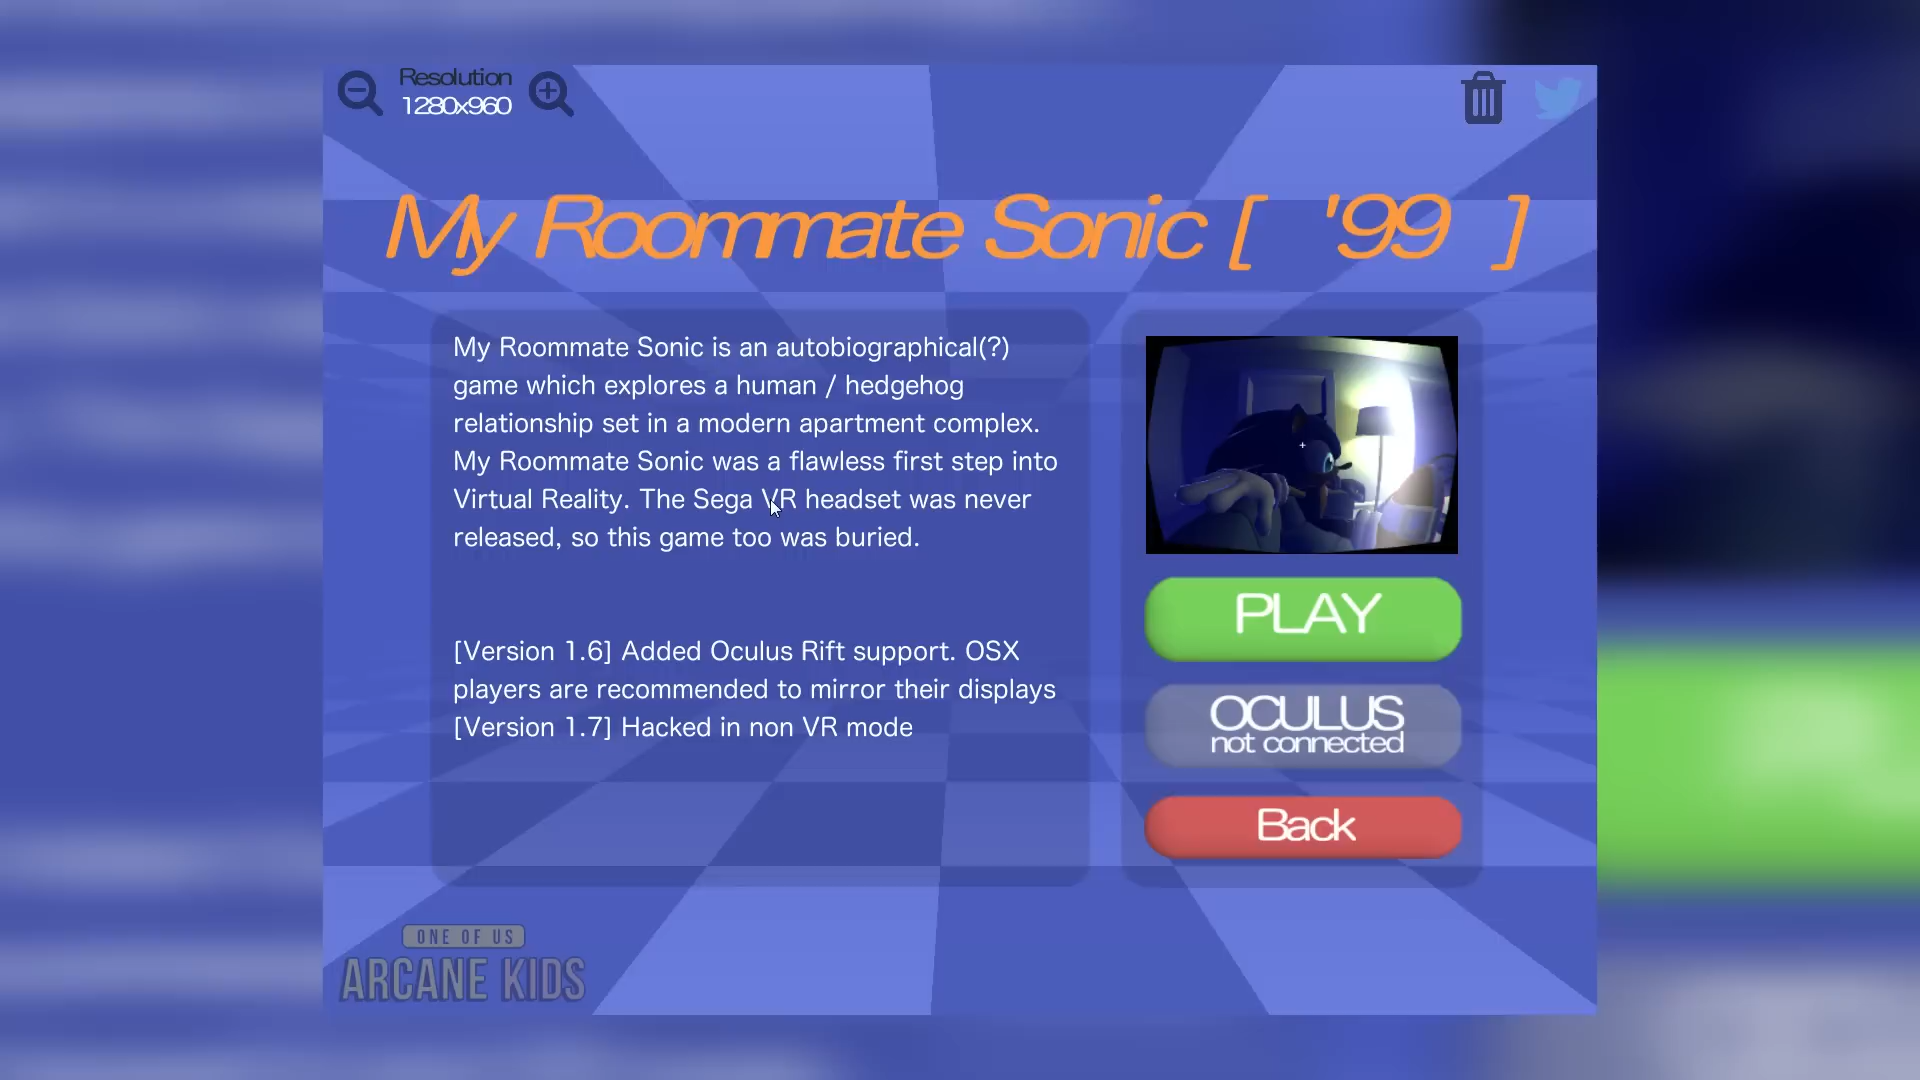 Resolution
1280x960
My Roommate Sonic [ '99 ]
My Roommate Sonic is an autobiographical(?)
game which explores a human / hedgehog
relationship set in a modern apartment complex.
My Roommate Sonic was a flawless first step into
Virtual Reality. The Sega VR headset was never
released, so this game too was buried.
[Version 1.6] Added Oculus Rift support. OSX
players are recommended to mirror their displays
[Version 1.7] Hacked in non VR mode
PLAY
OCULUS
not connected
Back
ONE OF US
ARCANE KIDS